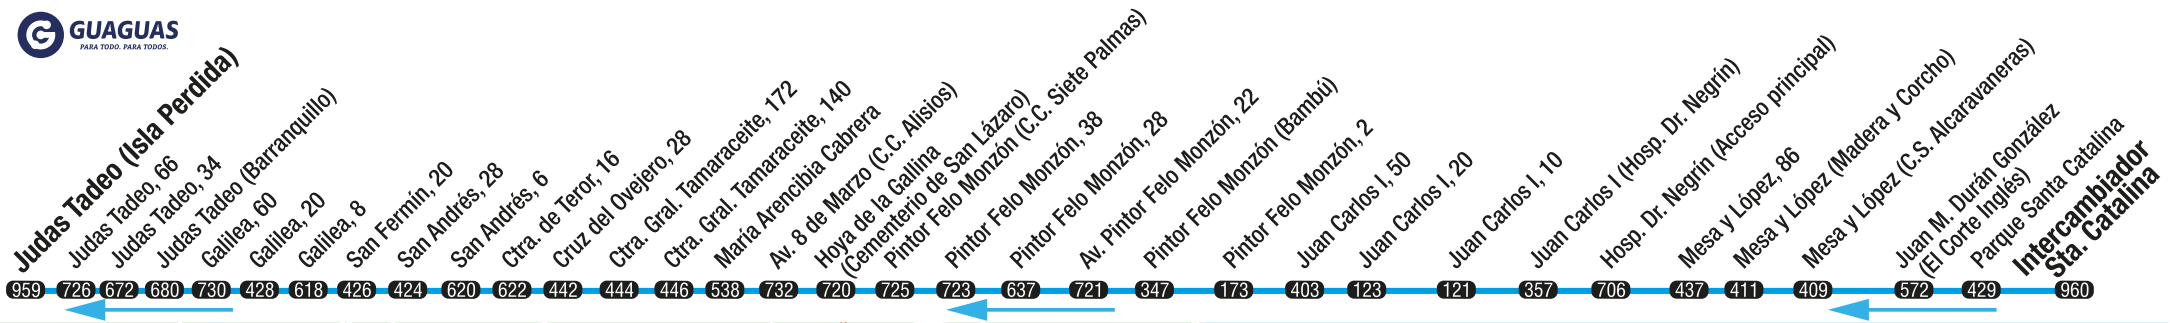 GUAGUAS
PARA TODO. PARA TODOS.
Judas Tadeo (Isla Perdida)
Judas Tadeo, 66
Judas Tadeo, 34
Judas Tadeo (Barranquillo)
Galilea, 60
Galilea, 20
Galilea, 8
San Fermín, 20
San Andrés, 28
San Andrés, 6
Ctra. de Teror, 16
Cruz del Ovejero, 28
Ctra. Gral. Tamaraceite, 172
Ctra. Gral. Tamaraceite, 140
María Arencibia Cabrera
Av. 8 de Marzo (C.C. Alisios)
Hoya de la Gallina
(Cementerio de San Lázaro)
Pintor Felo Monzón (C.C. Siete Palmas)
Pintor Felo Monzón, 38
Pintor Felo Monzón, 28
Av. Pintor Felo Monzón, 22
Pintor Felo Monzón (Bambú)
Pintor Felo Monzón, 2
Juan Carlos I, 50
Juan Carlos I, 20
Juan Carlos I, 10
Juan Carlos I (Hosp. Dr. Negrín)
Hosp. Dr. Negrín (Acceso principal)
Mesa y López, 86
Mesa y López (Madera y Corcho)
Mesa y López (C.S. Alcaravaneras)
Juan M. Durán González
(El Corte Inglés)
Parque Santa Catalina
Intercambiador
Sta. Catalina
959 726 672 680 730 428 618 426 424 620 622 442 444 446 538 732 720 725 723 637 721 347 173 403 123 121 357 706 437 411 409 572 429 960